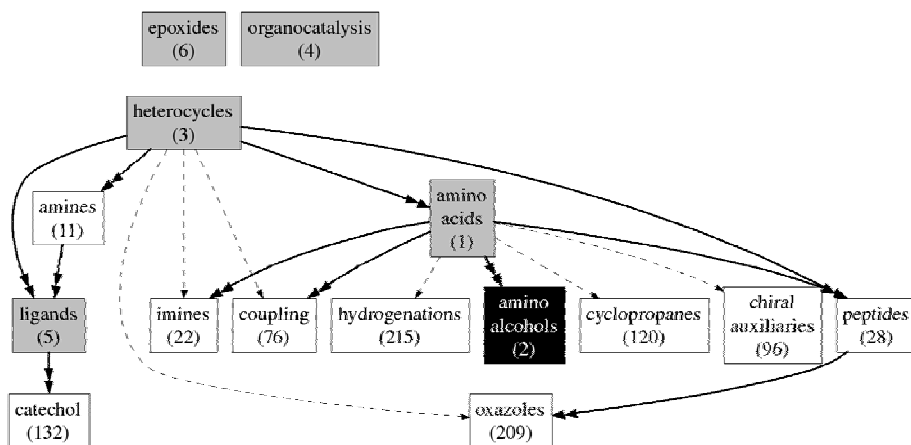 epoxides
(6)
organocatalysis
(4)
heterocycles
(3)
amines
(11)
amino
acids
(1)
ligands
(5)
imines
(22)
coupling
(76)
hydrogenations
(215)
amino
alcohols
(2)
cyclopropanes
(120)
chiral
auxiliaries
(96)
peptides
(28)
catechol
(132)
oxazoles
(209)